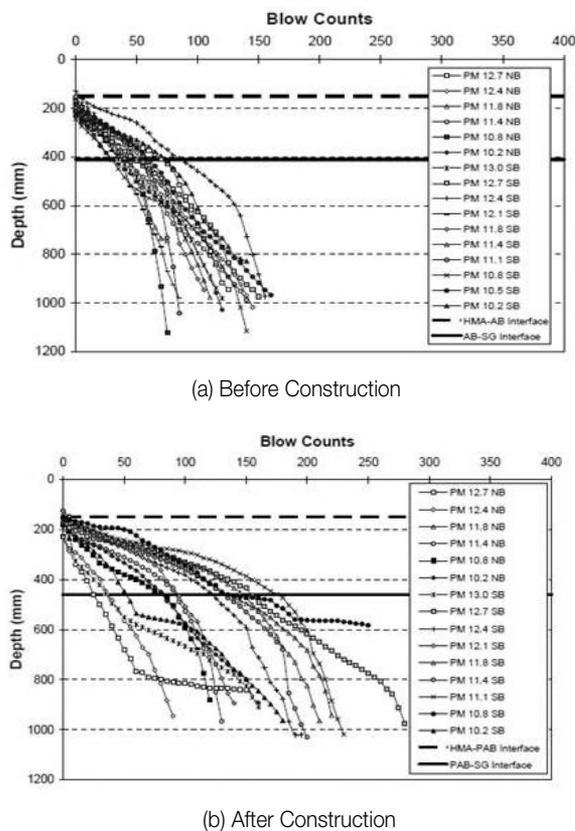 Blow Counts
0 50 100 150 200 250 300 350 400
0
200
400
600
800
1000
1200
Depth (mm)
PM 12.7 NB
PM 12.4 NB
PM 11.8 NB
PM 11.4 NB
PM 10.8 NB
PM 10.2 NB
PM 13.0 SB
PM 12.7 SB
PM 12.4 SB
PM 12.1 SB
PM 11.8 SB
PM 11.4 SB
PM 11.1 SB
PM 10.8 SB
PM 10.5 SB
PM 10.2 SB
HMA-AB Interface
AB-SG Interface
(a) Before Construction
Blow Counts
0 50 100 150 200 250 300 350 400
0
200
400
600
800
1000
1200
Depth (mm)
PM 12.7 NB
PM 12.4 NB
PM 11.8 NB
PM 11.4 NB
PM 10.8 NB
PM 10.2 NB
PM 13.0 SB
PM 12.7 SB
PM 12.4 SB
PM 12.1 SB
PM 11.8 SB
PM 11.4 SB
PM 11.1 SB
PM 10.8 SB
PM 10.2 SB
HMA-PAB Interface
PAB-SG Interface
(b) After Construction